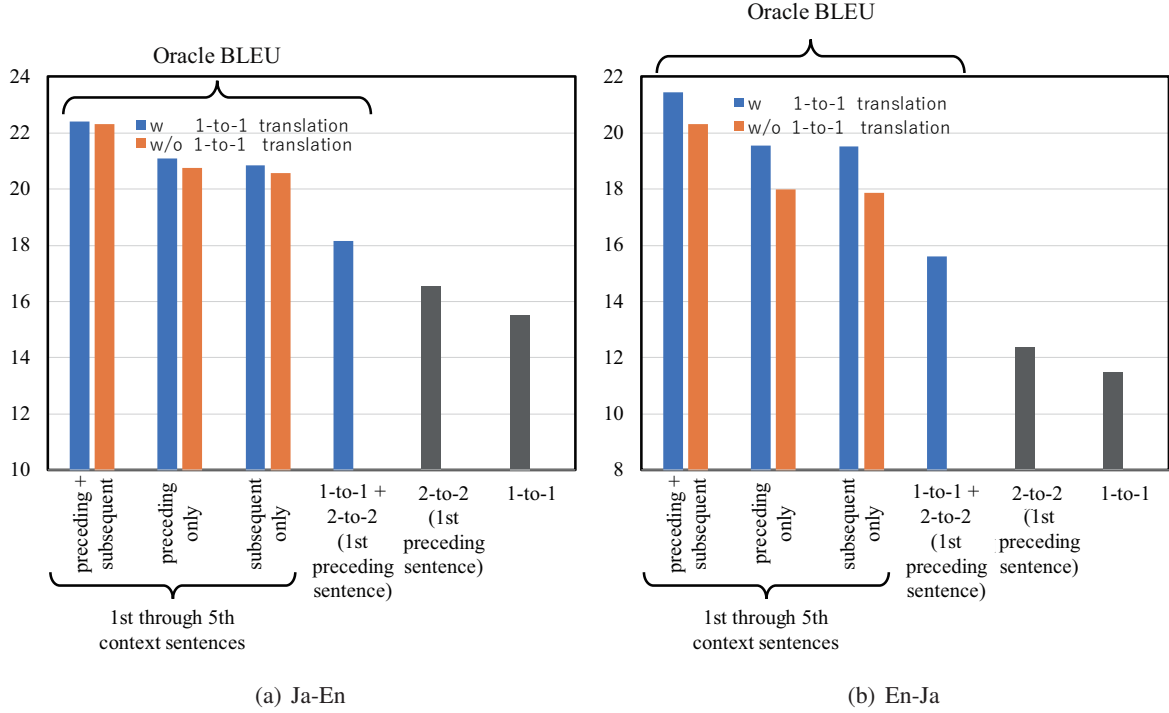 Oracle BLEU
24
22
20
18
16
14
12
10
w 1-to-1 translation
w/o 1-to-1 translation
preceding +
subsequent
preceding
only
subsequent
only
1-to-1 +
2-to-2
(1st
preceding
sentence)
2-to-2
(1st
preceding
sentence)
1-to-1
1st through 5th
context sentences
(a) Ja-En
Oracle BLEU
22
20
18
16
14
12
10
8
w 1-to-1 translation
w/o 1-to-1 translation
preceding +
subsequent
preceding
only
subsequent
only
1-to-1 +
2-to-2
(1st
preceding
sentence)
2-to-2
(1st
preceding
sentence)
1-to-1
1st through 5th
context sentences
(b) En-Ja